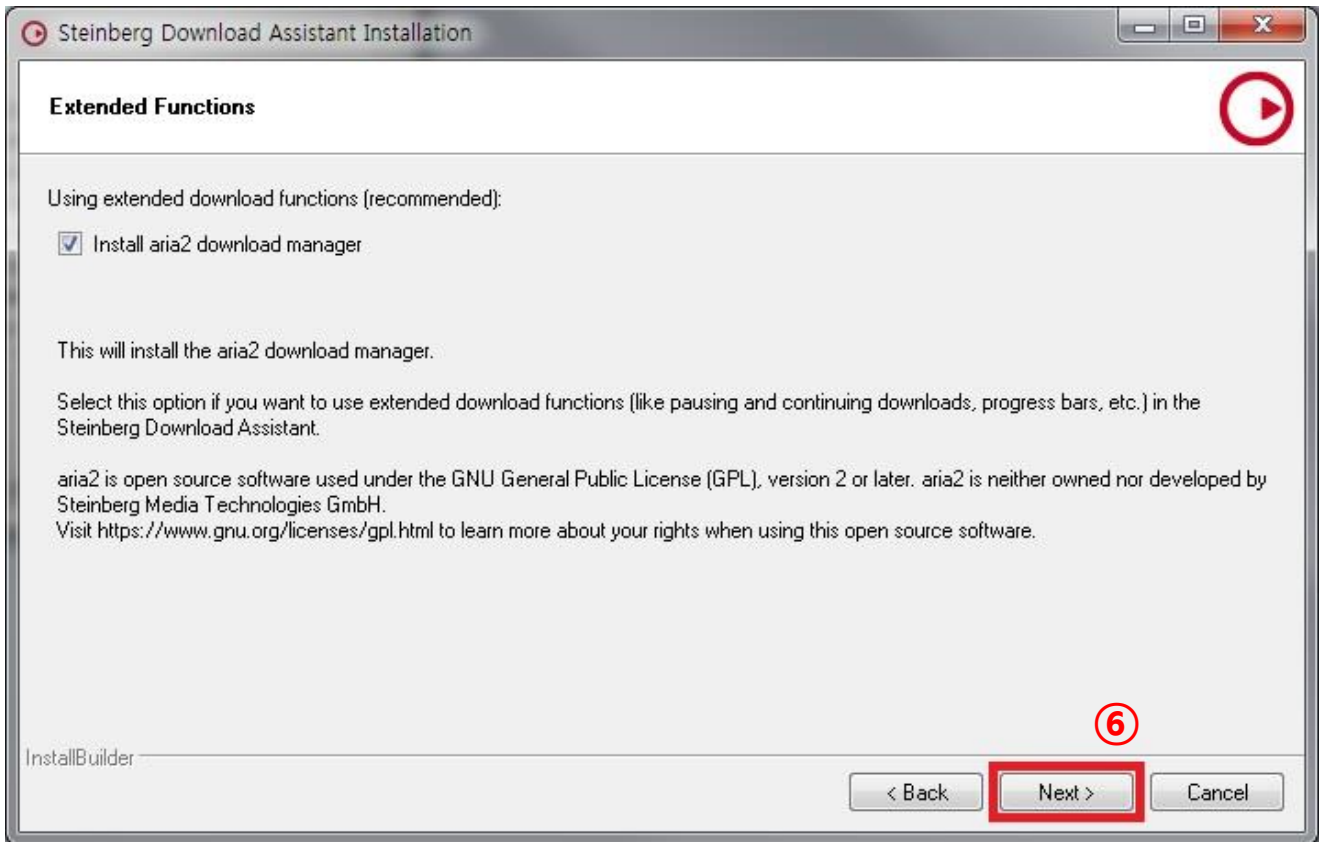 Steinberg Download Assistant Installation
Extended Functions
Using extended download functions (recommended):
Install aria2 download manager
This will install the aria2 download manager.
Select this option if you want to use extended download functions (like pausing and continuing downloads, progress bars, etc.) in the
Steinberg Download Assistant.
aria2 is open source software used under the GNU General Public License (GPL), version 2 or later. aria2 is neither owned nor developed by
Steinberg Media Technologies GmbH.
Visit https://www.gnu.org/licenses/gpl.html to learn more about your rights when using this open source software.
⑥
InstallBuilder
< Back Next > Cancel